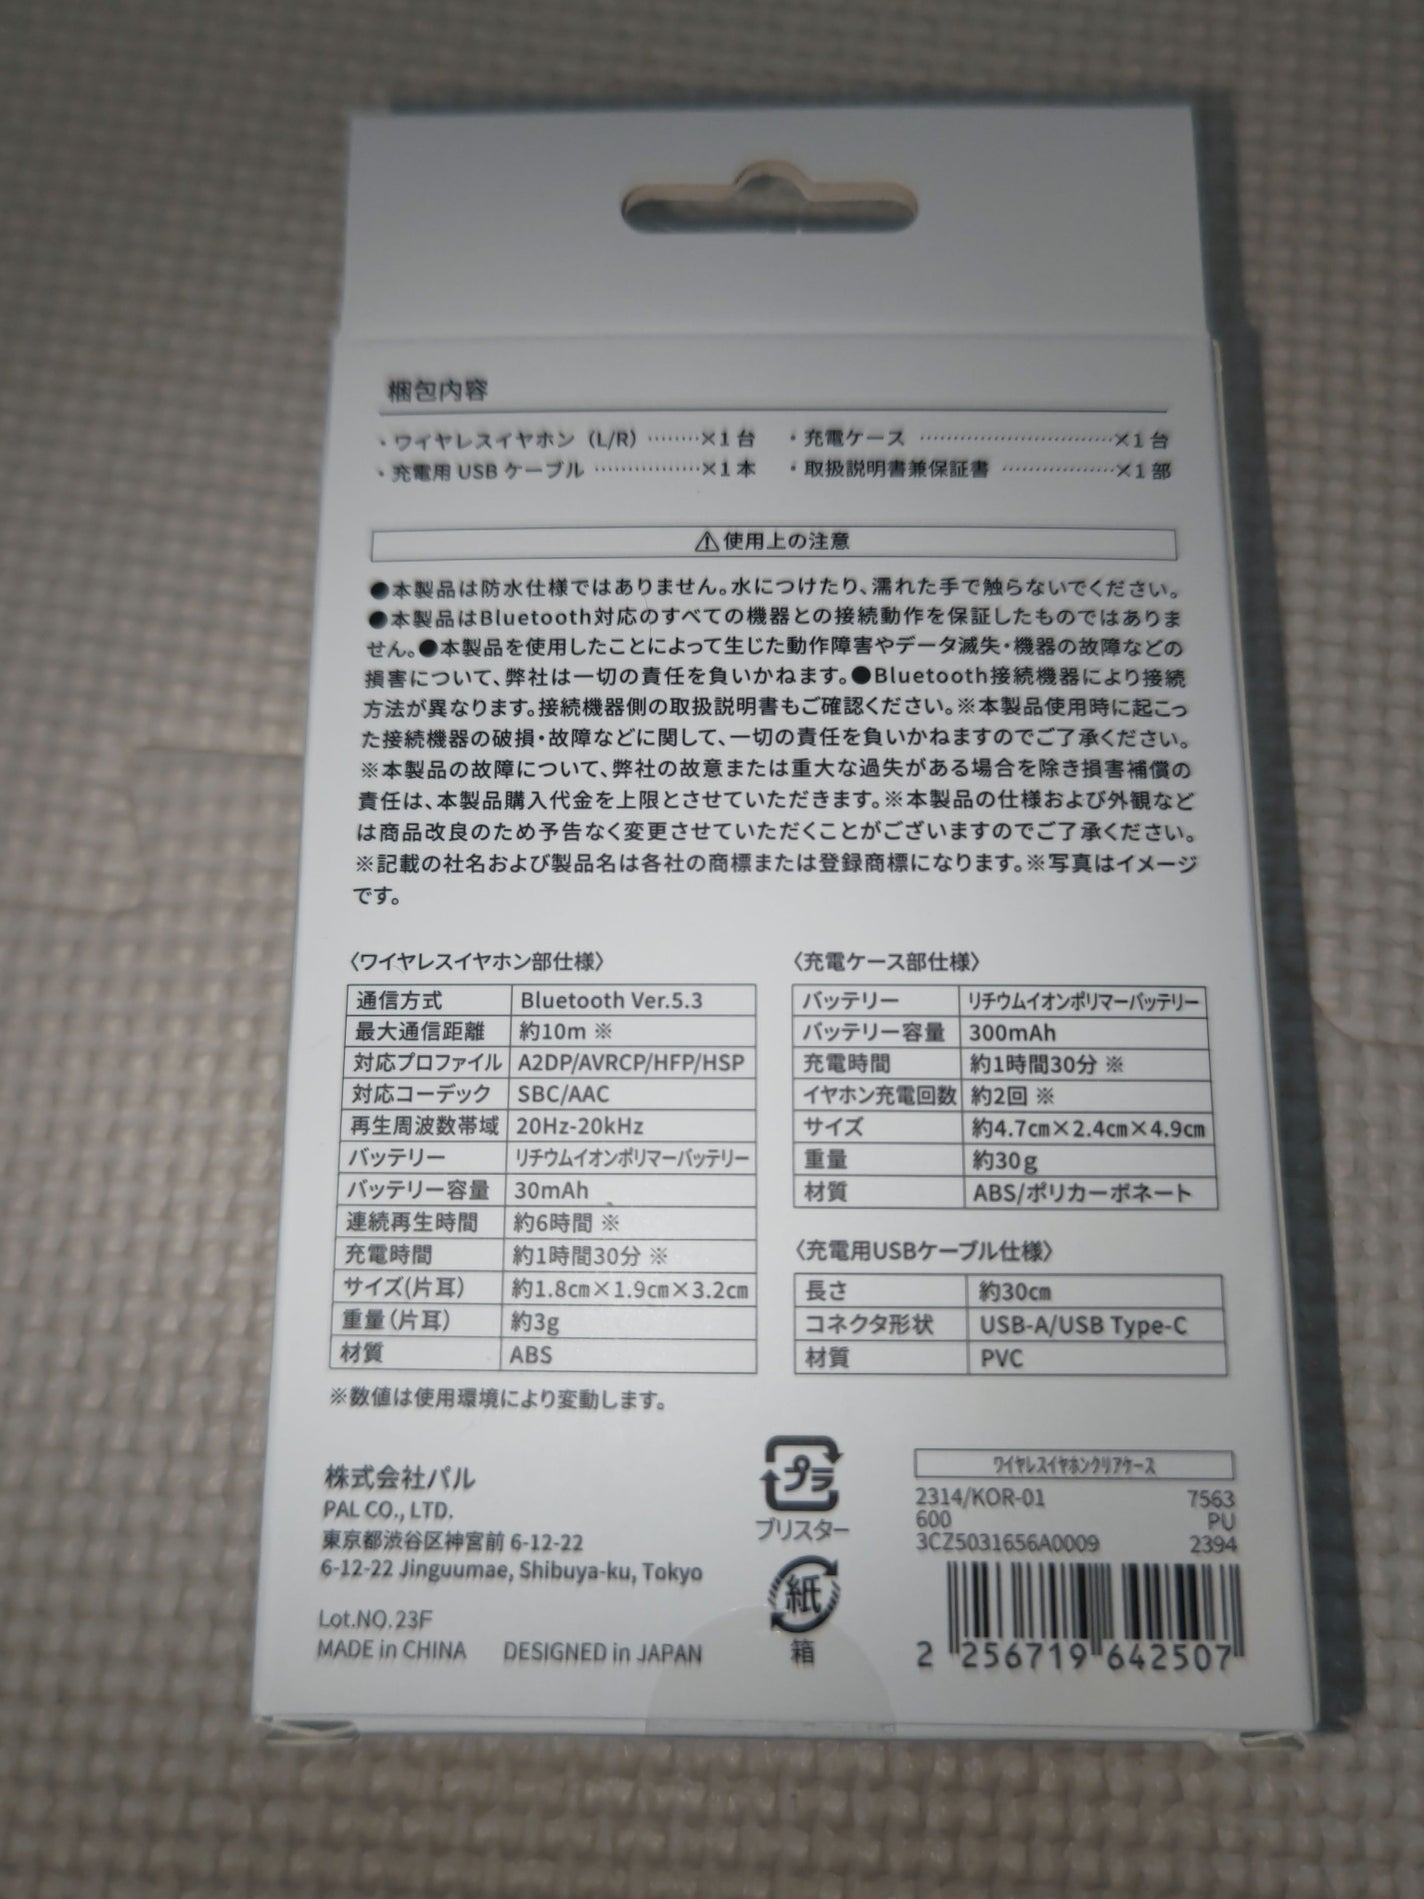 梱包内容
・ワイヤレスイヤホン（L/R）………×1台　・充電ケース …………………………×1台
・充電用 USB ケーブル ………………×1本　・取扱説明書兼保証書 ………………×1部
⚠使用上の注意
●本製品は防水仕様ではありません。水につけたり、濡れた手で触らないでください。
●本製品はBluetooth対応のすべての機器との接続動作を保証したものではありま
せん。●本製品を使用したことによって生じた動作障害やデータ滅失・機器の故障などの
損害について、弊社は一切の責任を負いかねます。●Bluetooth接続機器により接続
方法が異なります。接続機器側の取扱説明書もご確認ください。※本製品使用時に起こっ
た接続機器の破損・故障などに関して、一切の責任を負いかねますのでご了承ください。
※本製品の故障について、弊社の故意または重大な過失がある場合を除き損害補償の
責任は、本製品購入代金を上限とさせていただきます。※本製品の仕様および外観など
は商品改良のため予告なく変更させていただくことがございますのでご了承ください。
※記載の社名および製品名は各社の商標または登録商標になります。※写真はイメージ
です。
〈ワイヤレスイヤホン部仕様〉
通信方式 Bluetooth Ver.5.3
最大通信距離 約10m ※
対応プロファイル A2DP/AVRCP/HFP/HSP
対応コーデック SBC/AAC
再生周波数帯域 20Hz-20kHz
バッテリー リチウムイオンポリマーバッテリー
バッテリー容量 30mAh
連続再生時間 約6時間 ※
充電時間 約1時間30分 ※
サイズ(片耳) 約1.8㎝×1.9㎝×3.2㎝
重量(片耳) 約3g
材質 ABS
※数値は使用環境により変動します。
〈充電ケース部仕様〉
バッテリー リチウムイオンポリマーバッテリー
バッテリー容量 300mAh
充電時間 約1時間30分 ※
イヤホン充電回数 約2回 ※
サイズ 約4.7㎝×2.4㎝×4.9㎝
重量 約30g
材質 ABS/ポリカーボネート
〈充電用USBケーブル仕様〉
長さ 約30㎝
コネクタ形状 USB-A/USB Type-C
材質 PVC
株式会社パル
PAL CO., LTD.
東京都渋谷区神宮前 6-12-22
6-12-22 Jinguumae, Shibuya-ku, Tokyo
Lot.NO.23F
MADE in CHINA DESIGNED in JAPAN
プラ
ブリスター
紙
箱
ワイヤレスイヤホンクリアケース
2314/KOR-01 7563
600 PU
3CZ5031656A0009 2394
2 256719 642507